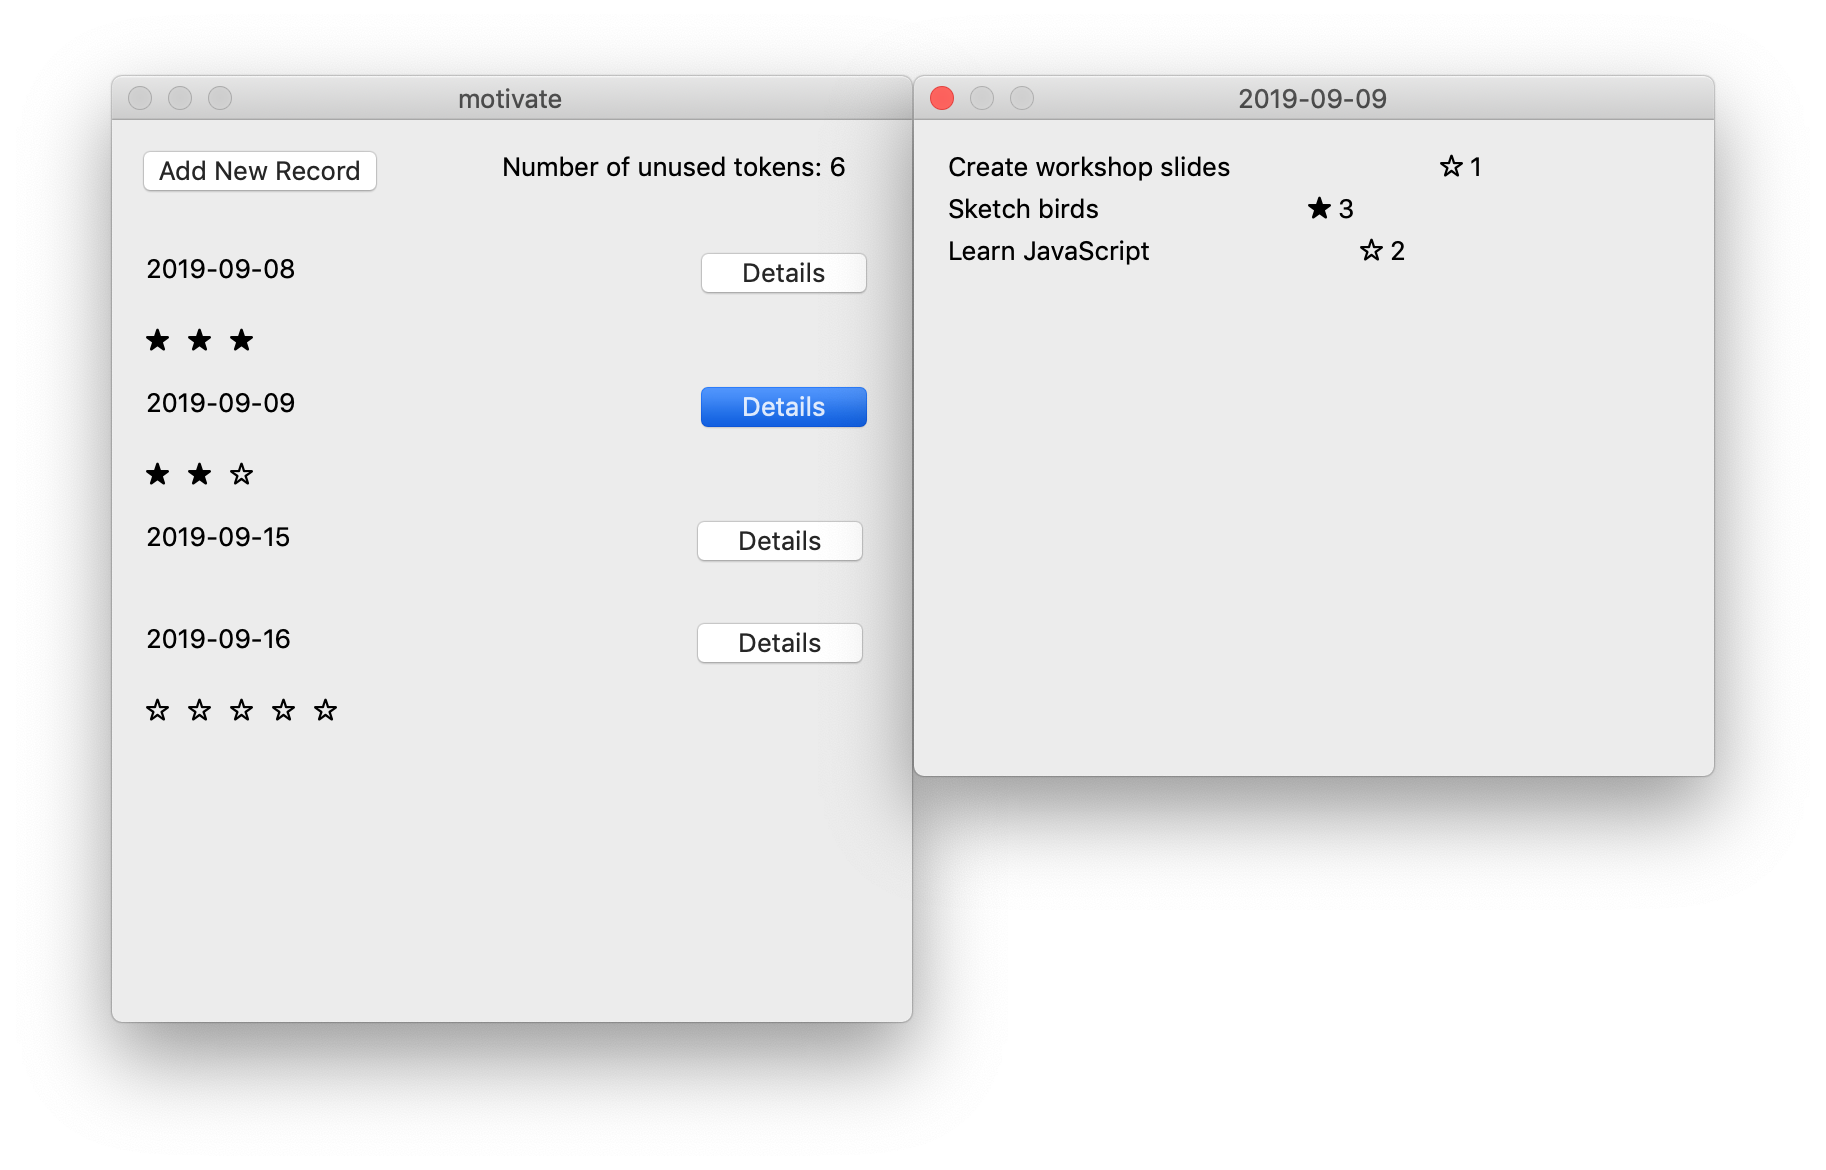 motivate
Add New Record Number of unused tokens: 6
2019-09-08 Details
★ ★ ★
2019-09-09 Details
★ ★ ☆
2019-09-15 Details
2019-09-16 Details
☆ ☆ ☆ ☆ ☆
2019-09-09
Create workshop slides ☆ 1
Sketch birds ★ 3
Learn JavaScript ☆ 2